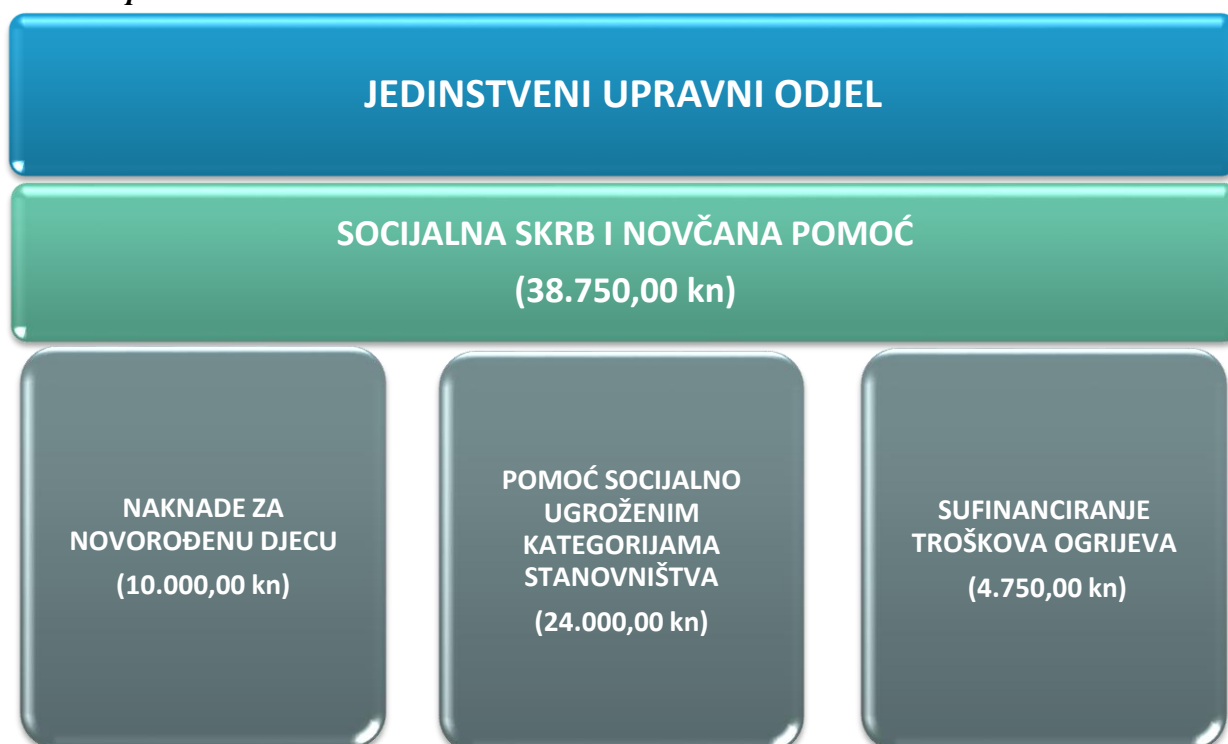 JEDINSTVENI UPRAVNI ODJEL
SOCIJALNA SKRB I NOVČANA POMOĆ
(38.750,00 kn)
NAKNADE ZA
NOVOROĐENU DJECU
(10.000,00 kn)
POMOĆ SOCIJALNO
UGROŽENIM
KATEGORIJAMA
STANOVNIŠTVA
(24.000,00 kn)
SUFINANCIRANJE
TROŠKOVA OGRIJEVA
(4.750,00 kn)